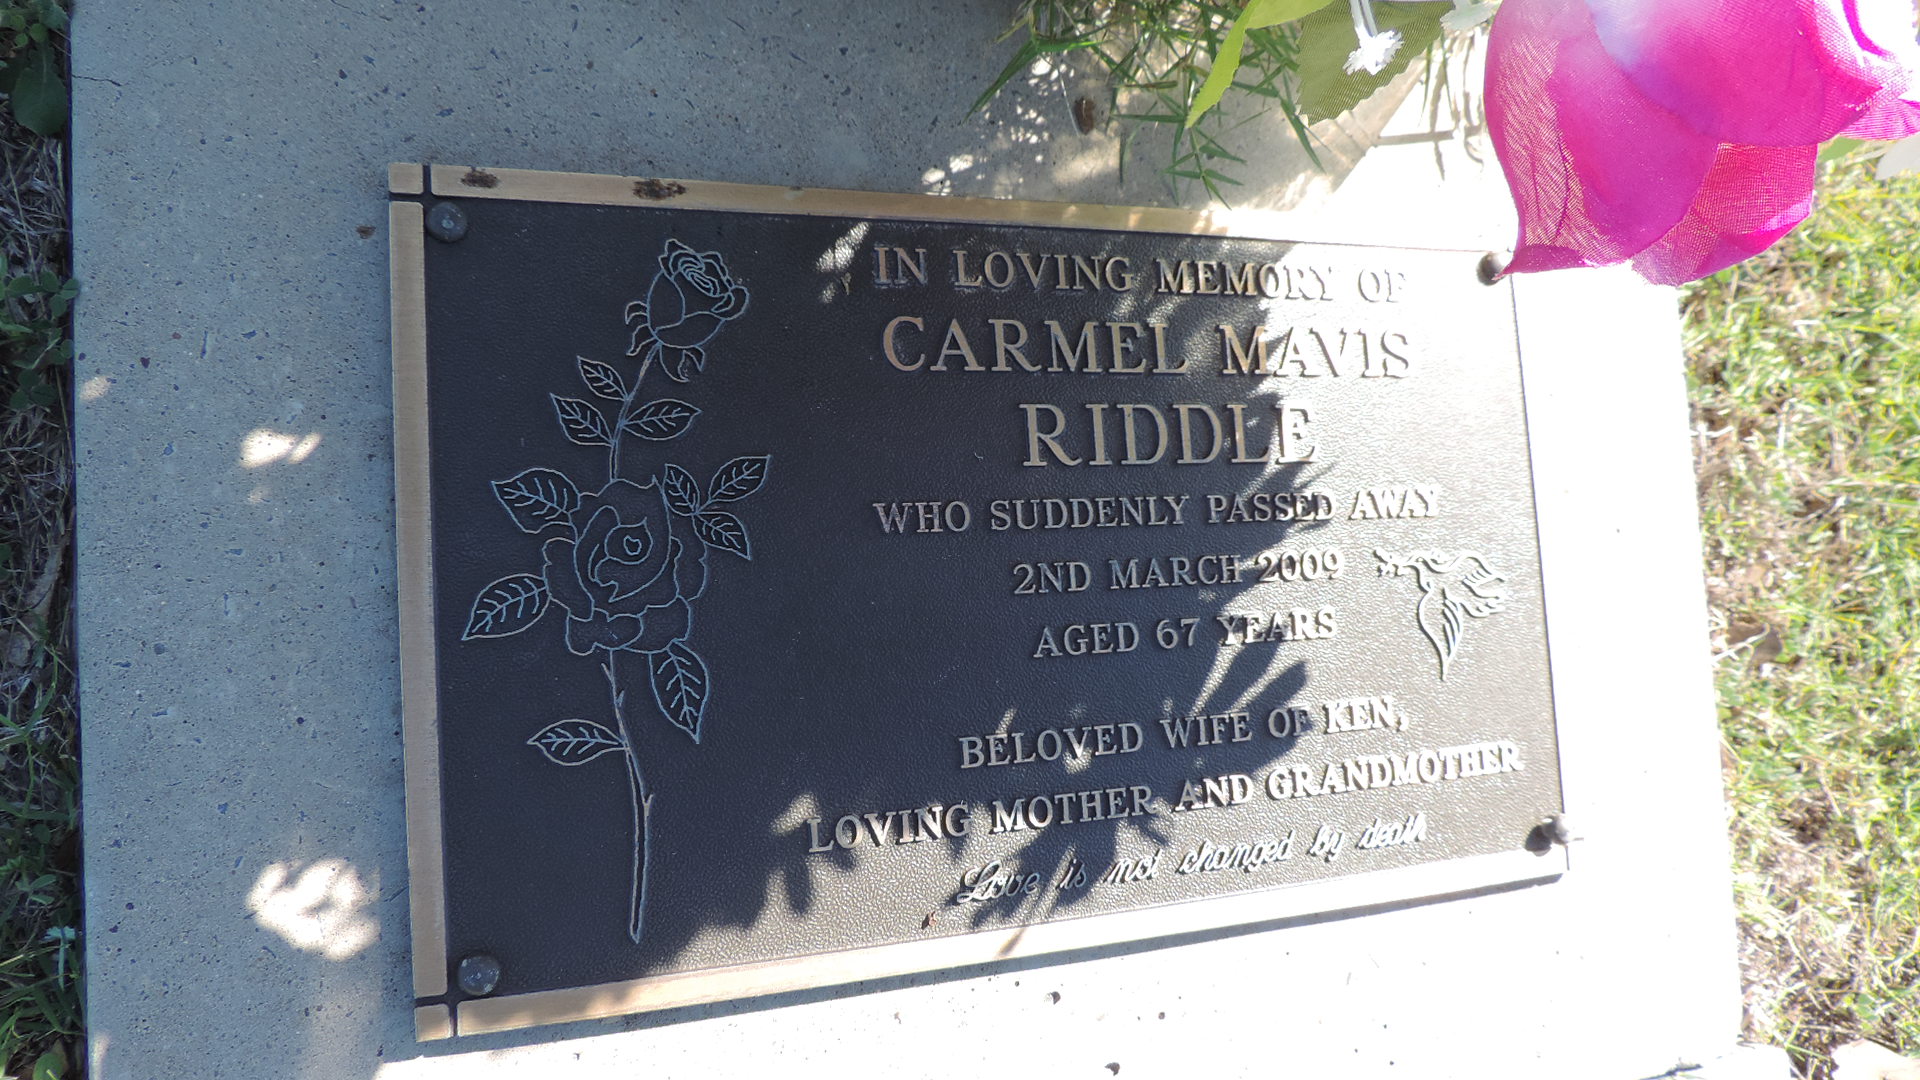 IN LOVING MEMORY OF
CARMEL MAVIS
RIDDLE
WHO SUDDENLY PASSED AWAY
2ND MARCH 2009
AGED 67 YEARS
BELOVED WIFE OF KEN,
LOVING MOTHER AND GRANDMOTHER
Love is not changed by death